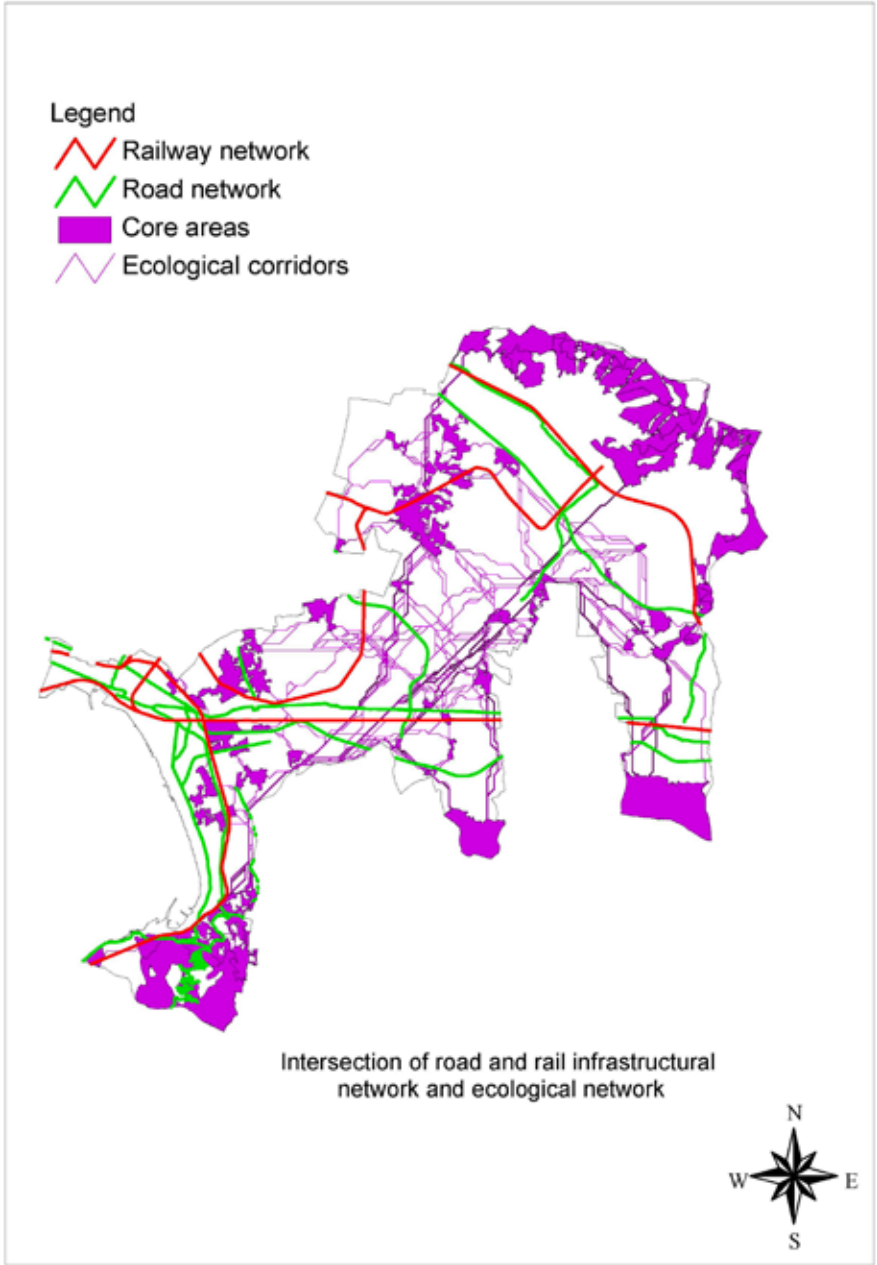 Legend
Railway network
Road network
Core areas
Ecological corridors
Intersection of road and rail infrastructural
network and ecological network
N
W E
S